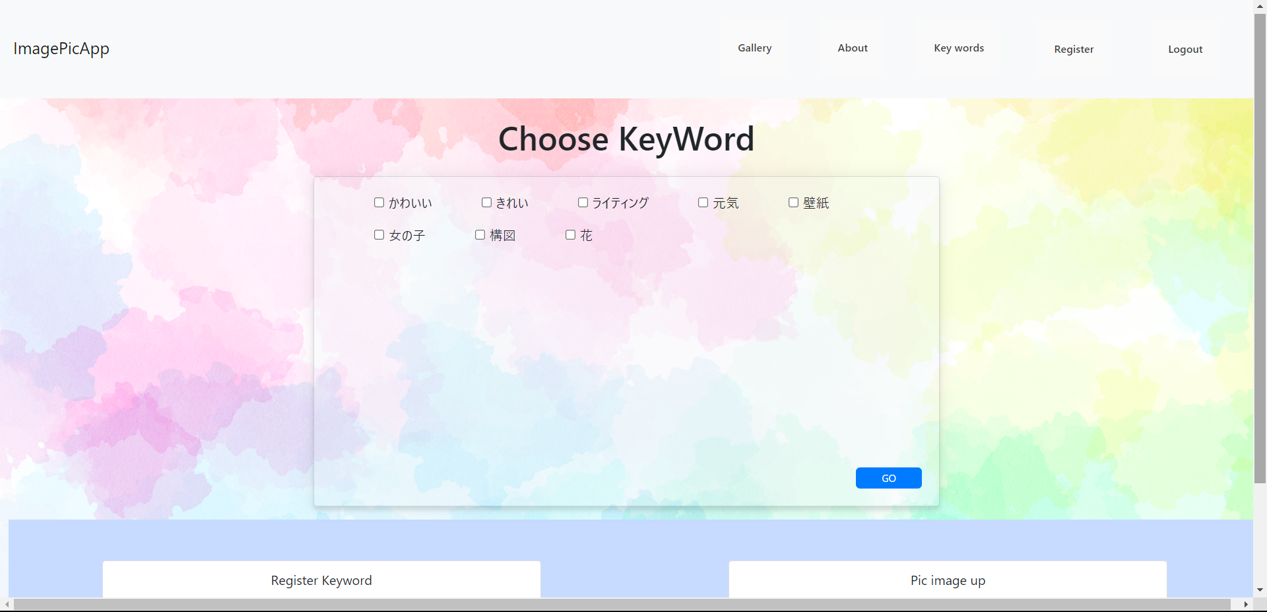 ImagePicApp Gallery About Key words Register Logout
Choose KeyWord
かわいい きれい ライティング 元気 壁紙
女の子 構図 花
GO
Register Keyword Pic image up